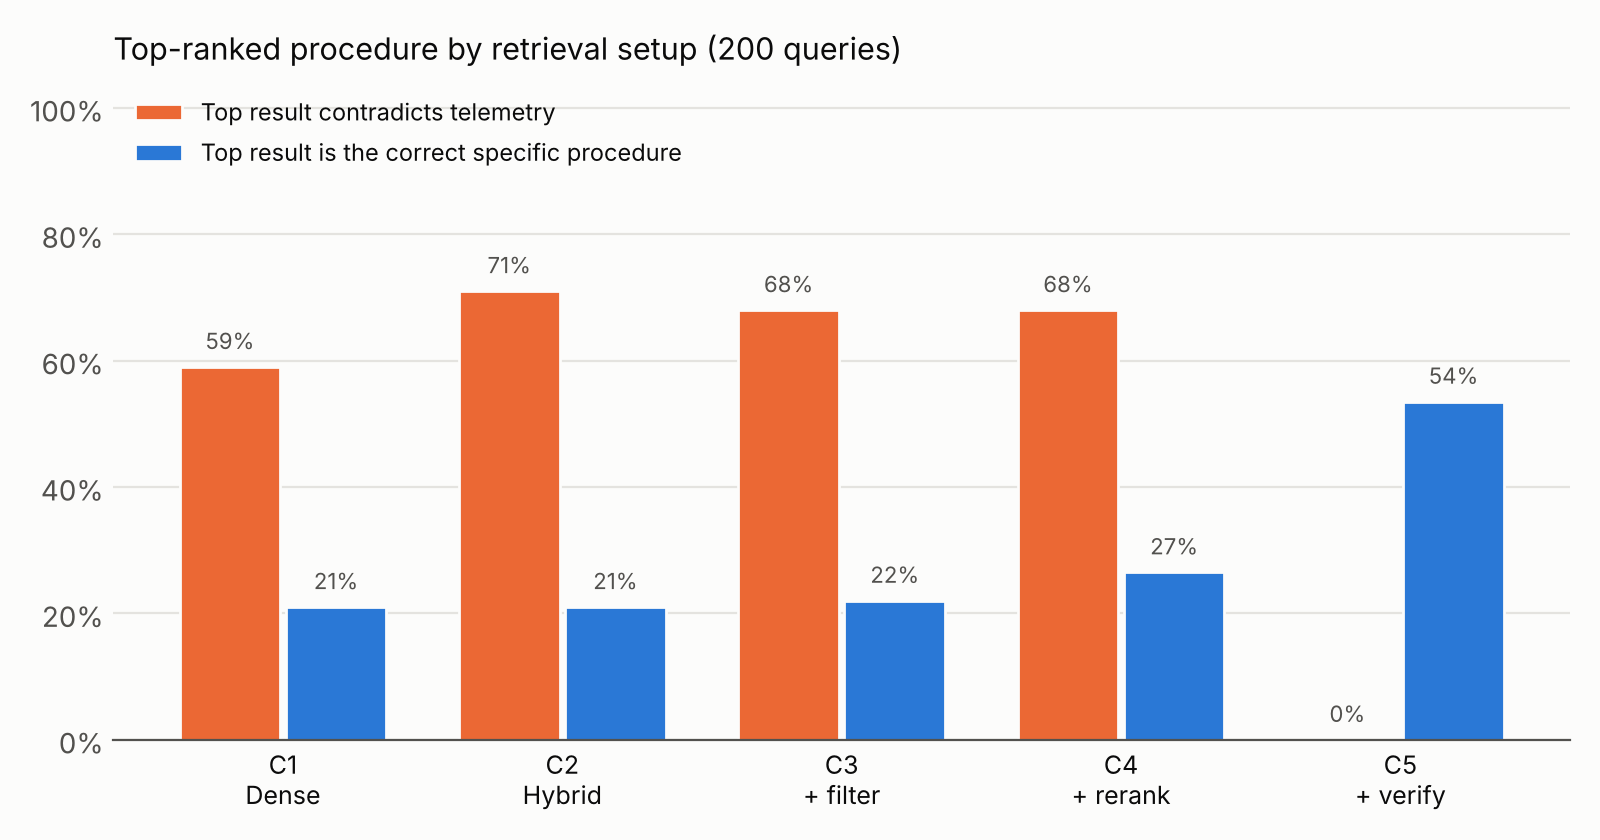 Top-ranked procedure by retrieval setup (200 queries)
100%
Top result contradicts telemetry
Top result is the correct specific procedure
80%
60%
40%
20%
0%
59%
21%
71%
21%
68%
22%
68%
27%
0%
54%
C1
Dense
C2
Hybrid
C3
+ filter
C4
+ rerank
C5
+ verify